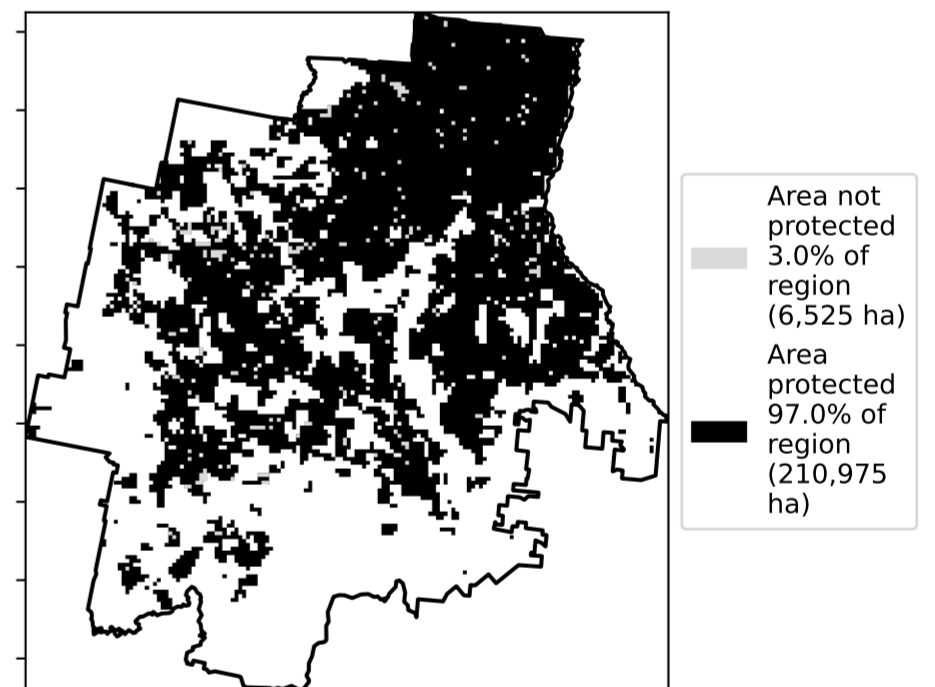 Area not
protected
3.0% of
region
(6,525 ha)
Area
protected
97.0% of
region
(210,975
ha)